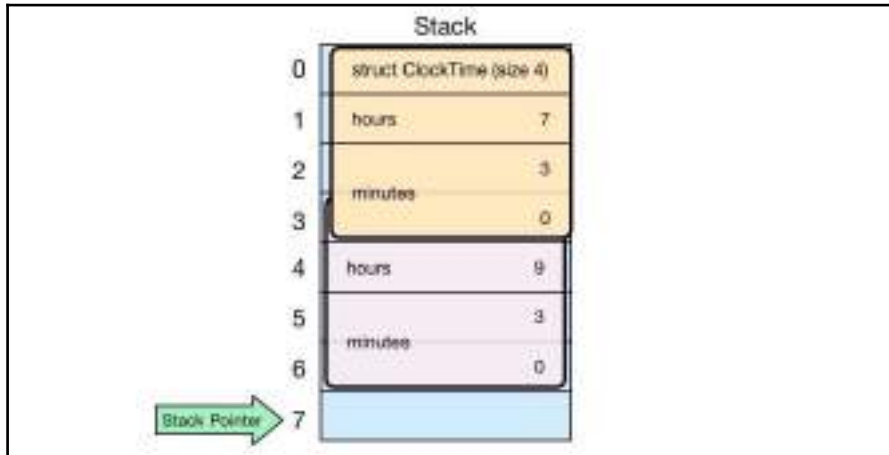 Stack
0 struct ClockTime (size 4)
1 hours 7
2 3
minutes
3 0
4 hours 9
5 3
minutes
6 0
Stack Pointer 7